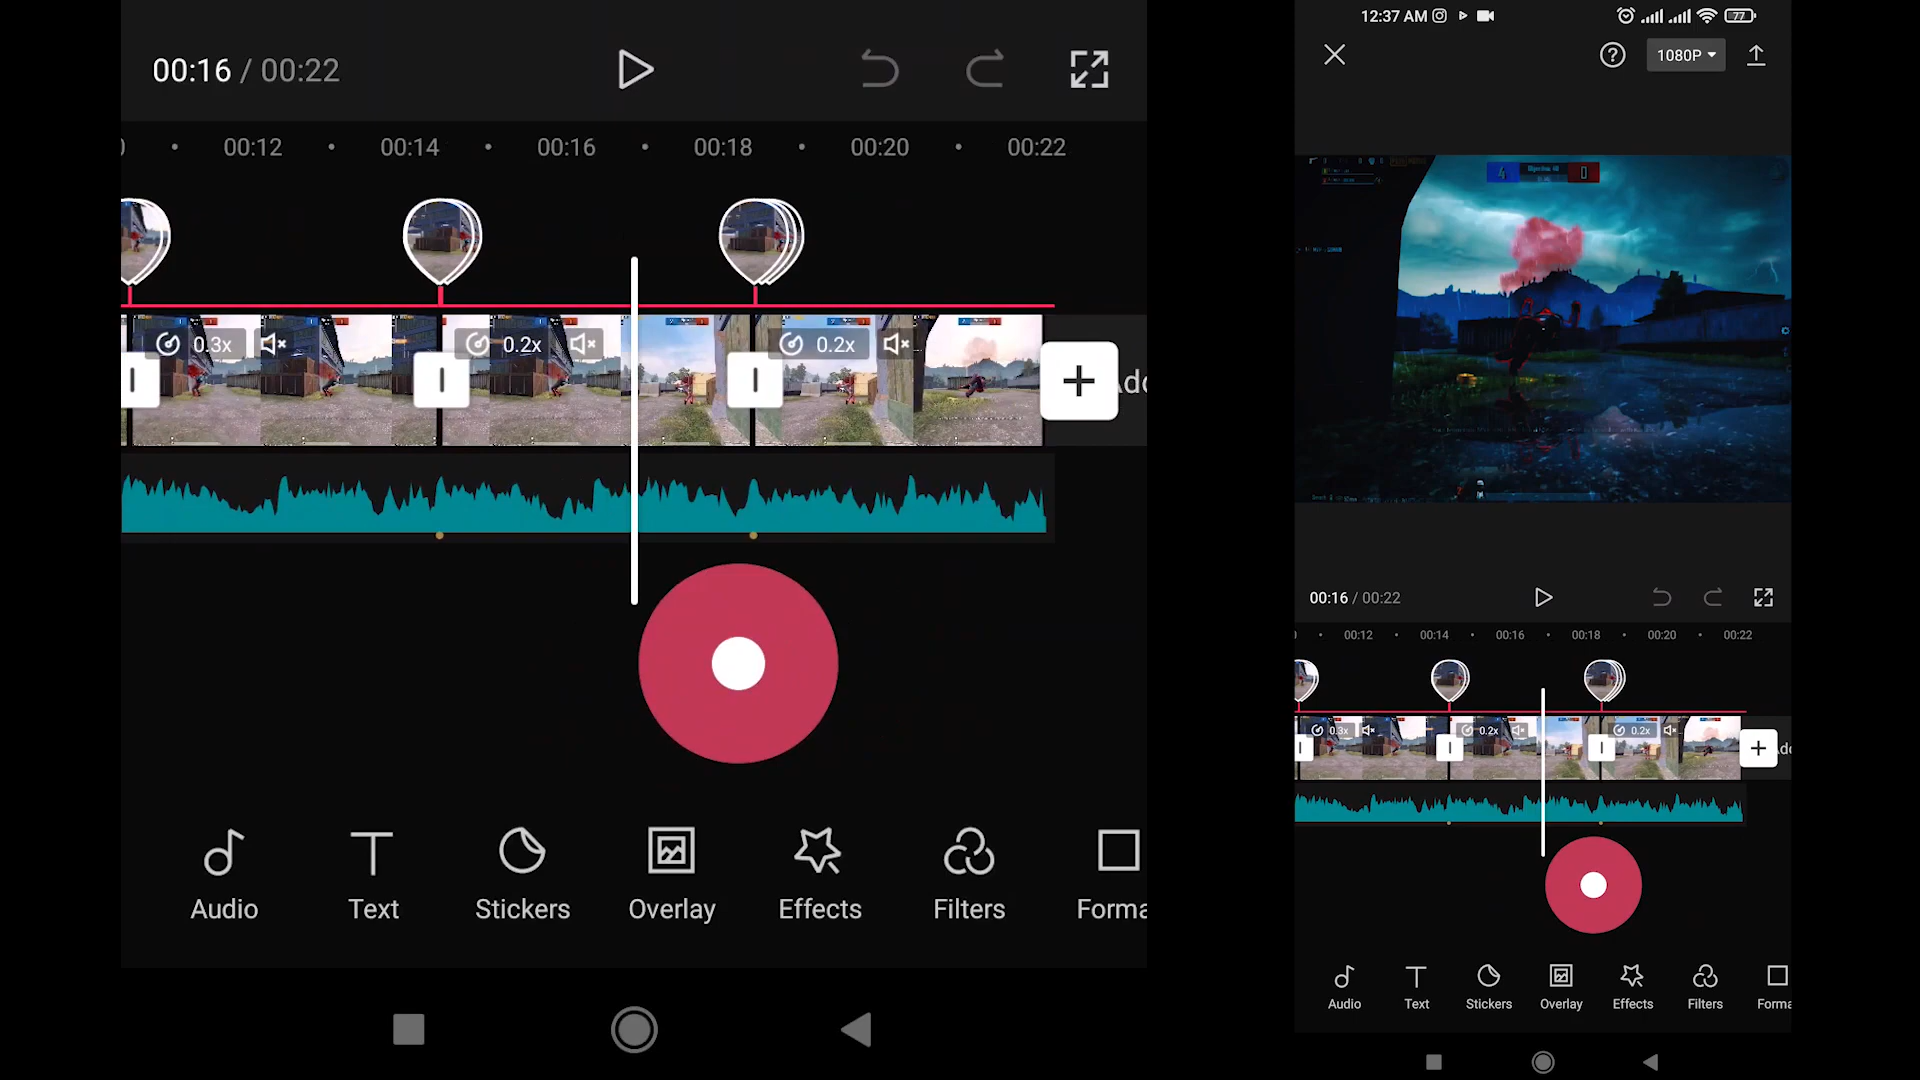 00:16 / 00:22
00:12 00:14 00:16 00:18 00:20 00:22
0.3x 0.2x 0.2x
Audio Text Stickers Overlay Effects Filters Forma
12:37 AM 77
1080P
00:16 / 00:22
00:12 00:14 00:16 00:18 00:20 00:22
0.3x 0.2x 0.2x
Audio Text Stickers Overlay Effects Filters Forma